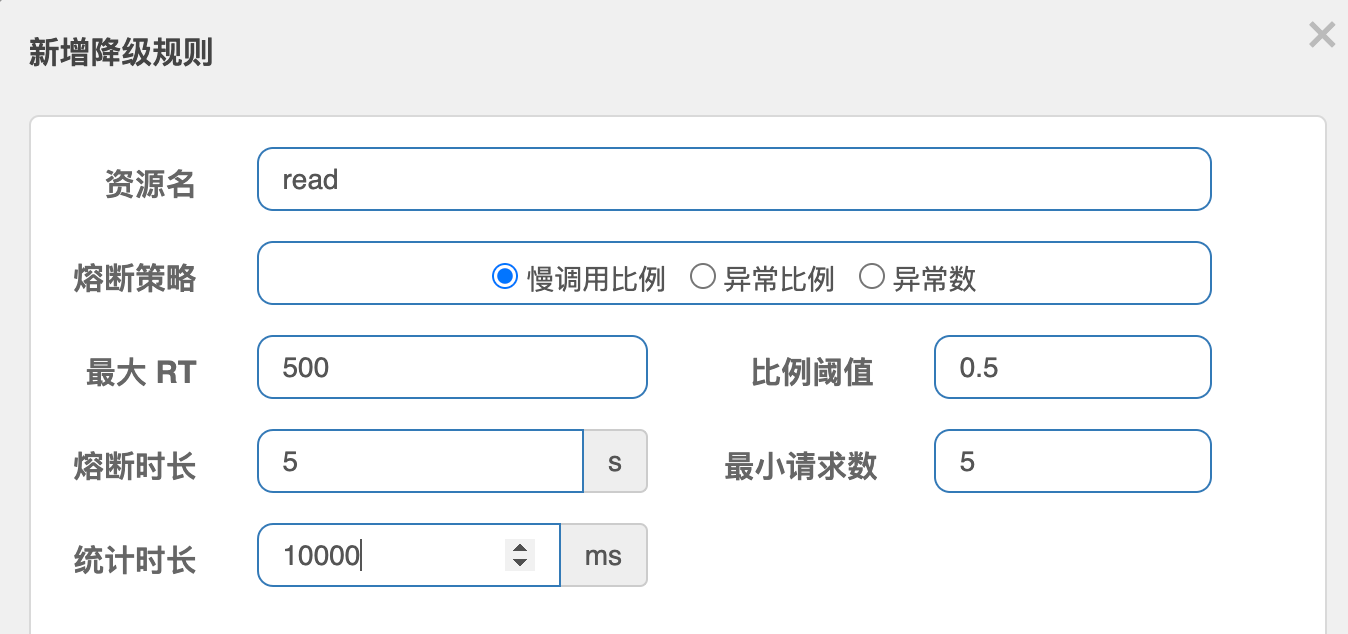 新增降级规则
资源名 read
熔断策略 慢调用比例 异常比例 异常数
最大 RT 500 比例阈值 0.5
熔断时长 5 s 最小请求数 5
统计时长 10000 ms